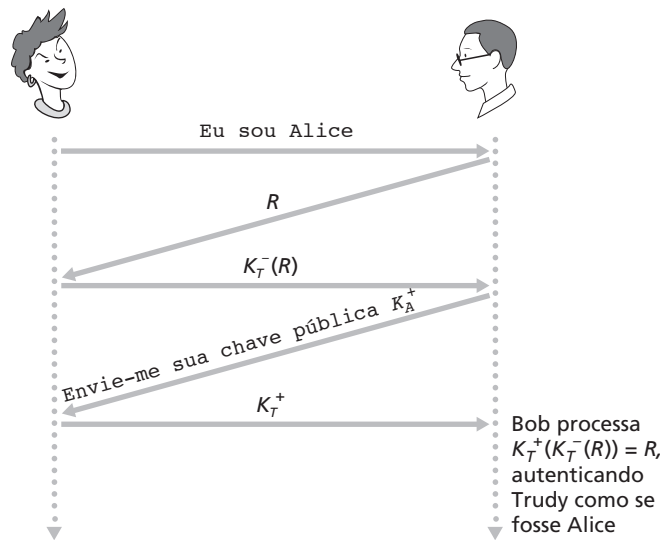 Eu sou Alice
R
K_T^-(R)
Envie-me sua chave pública K_A^+
K_T^+
Bob processa
K_T^+(K_T^-(R)) = R,
autenticando
Trudy como se
fosse Alice